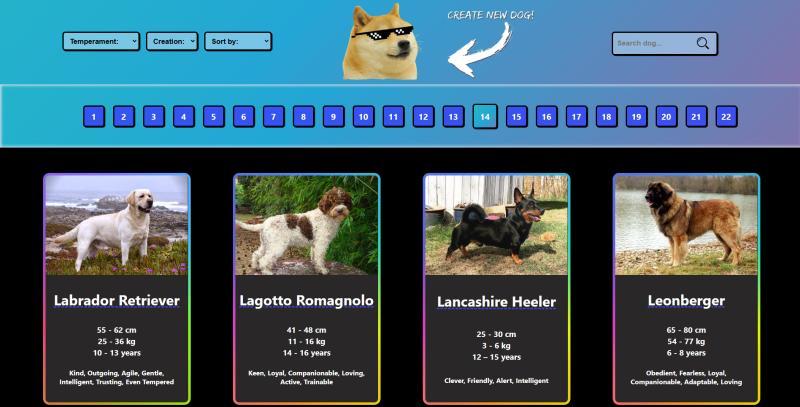 Temperament:
Creation:
Sort by:
CREATE NEW DOG!
Search dog...
1 2 3 4 5 6 7 8 9 10 11 12 13 14 15 16 17 18 19 20 21 22
Labrador Retriever
55 - 62 cm
25 - 36 kg
10 - 13 years
Kind, Outgoing, Agile, Gentle,
Intelligent, Trusting, Even Tempered
Lagotto Romagnolo
41 - 48 cm
11 - 16 kg
14 - 16 years
Keen, Loyal, Companionable, Loving,
Active, Trainable
Lancashire Heeler
25 - 30 cm
3 - 6 kg
12 – 15 years
Clever, Friendly, Alert, Intelligent
Leonberger
65 - 80 cm
54 - 77 kg
6 - 8 years
Obedient, Fearless, Loyal,
Companionable, Adaptable, Loving